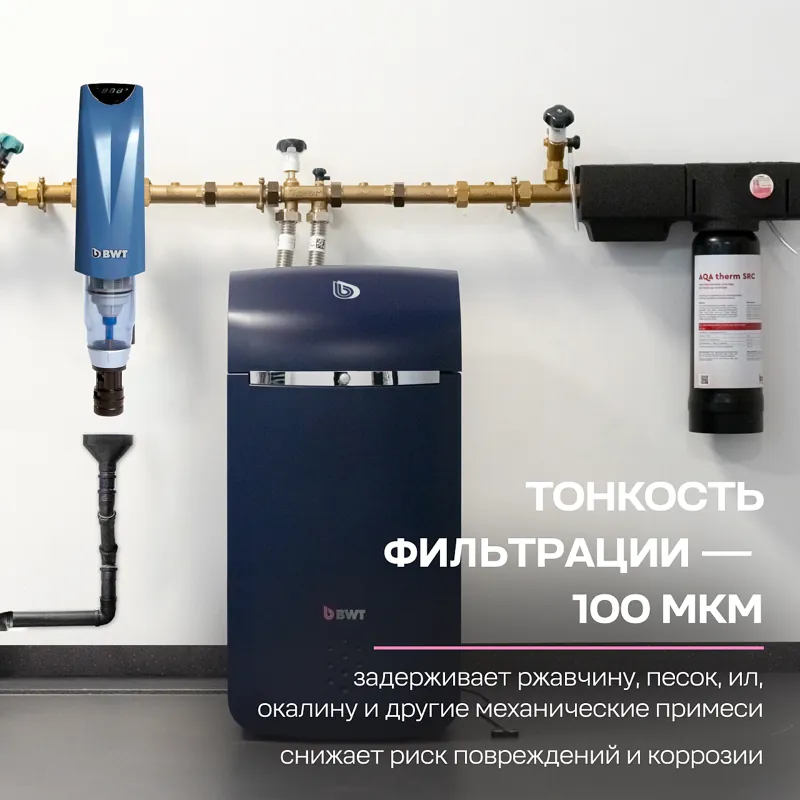 BWT
AQA therm SRC
BWT
ТОНКОСТЬ
ФИЛЬТРАЦИИ —
100 МКМ
задерживает ржавчину, песок, ил,
окалину и другие механические примеси
снижает риск повреждений и коррозии